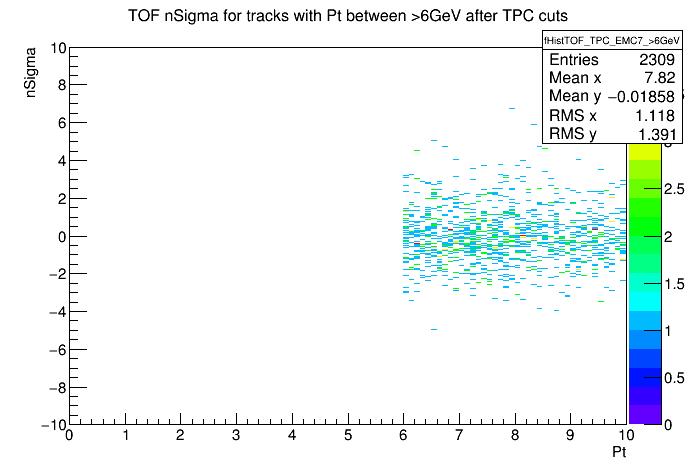 TOF nSigma for tracks with Pt between >6GeV after TPC cuts
fHistTOF_TPC_EMC7_>6GeV
Entries 2309
Mean x 7.82
Mean y −0.01858
RMS x 1.118
RMS y 1.391
nSigma
10
8
6
4
2
0
−2
−4
−6
−8
−10
0 1 2 3 4 5 6 7 8 9 10
Pt
2.5
2
1.5
1
0.5
0